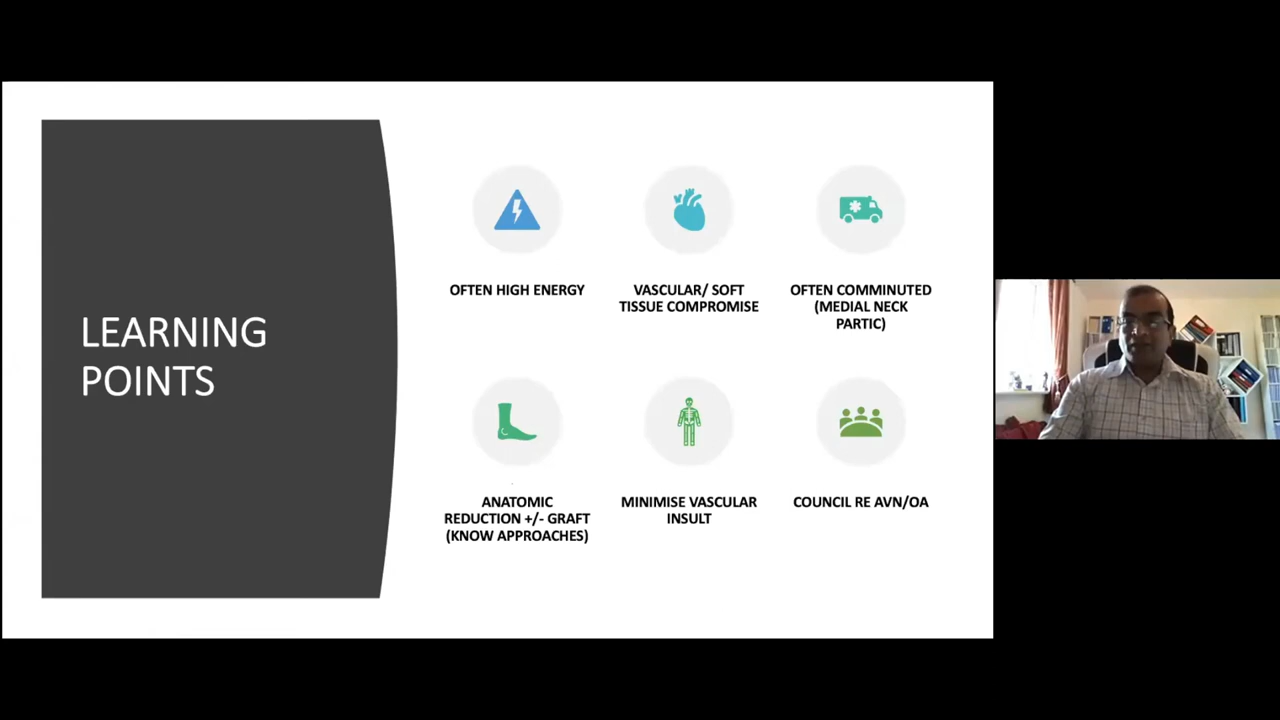 LEARNING
POINTS
OFTEN HIGH ENERGY
VASCULAR/ SOFT
TISSUE COMPROMISE
OFTEN COMMINUTED
(MEDIAL NECK
PARTIC)
ANATOMIC
REDUCTION +/- GRAFT
(KNOW APPROACHES)
MINIMISE VASCULAR
INSULT
COUNCIL RE AVN/OA